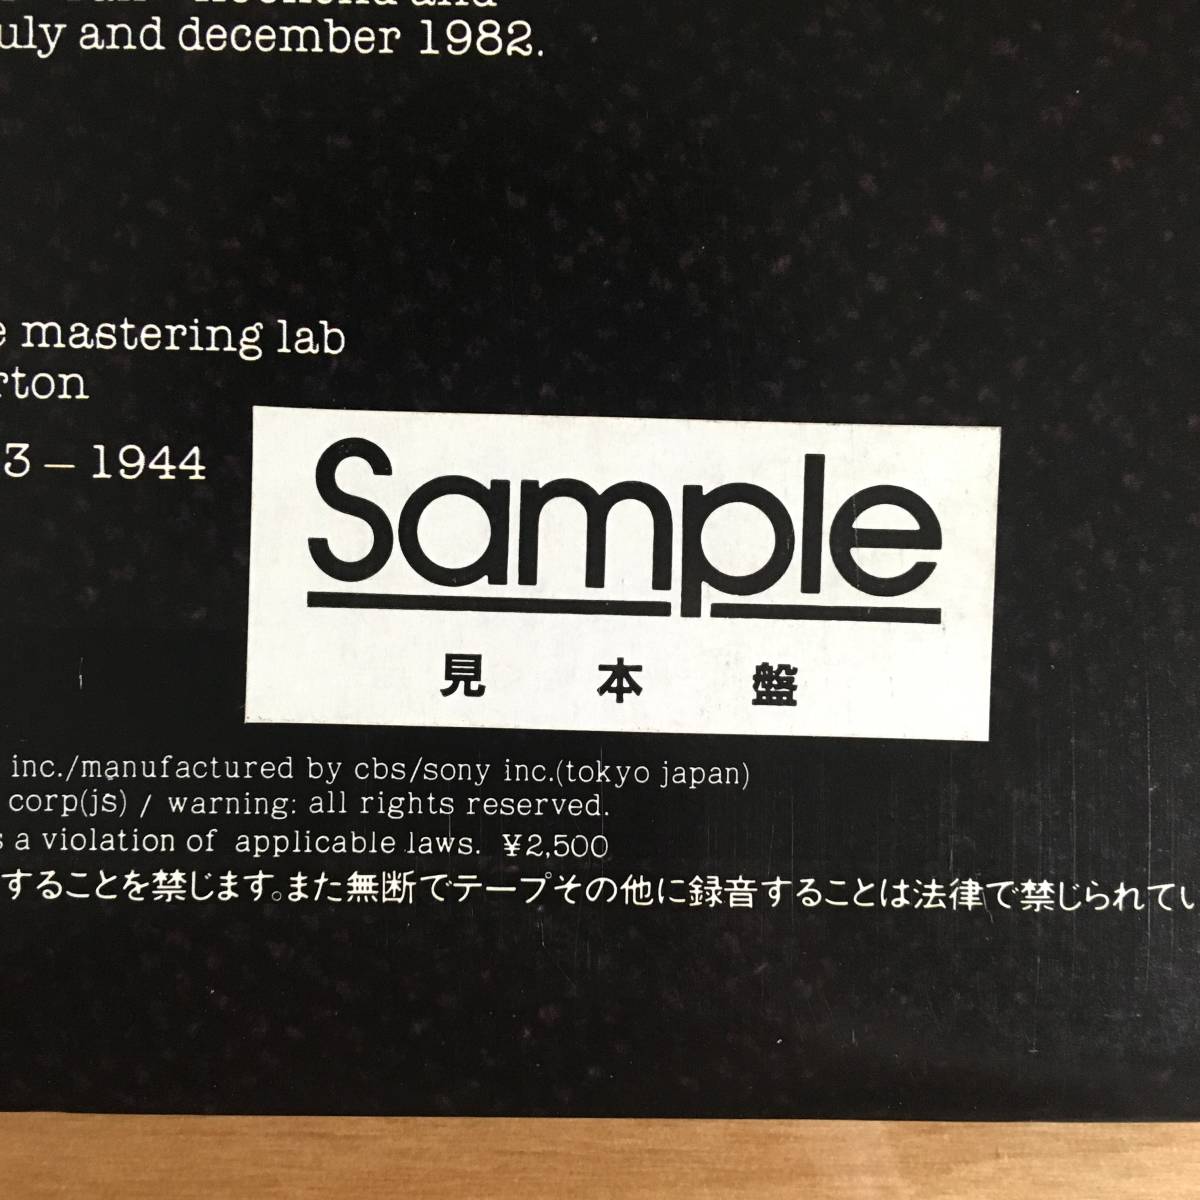 and
july and december 1982.
mastering lab
3 – 1944
Sample
見本盤
inc./manufactured by cbs/sony inc.(tokyo japan)
corp(js) / warning: all rights reserved.
a violation of applicable laws. ¥2,500
することを禁じます。また無断でテープその他に録音することは法律で禁じられてい